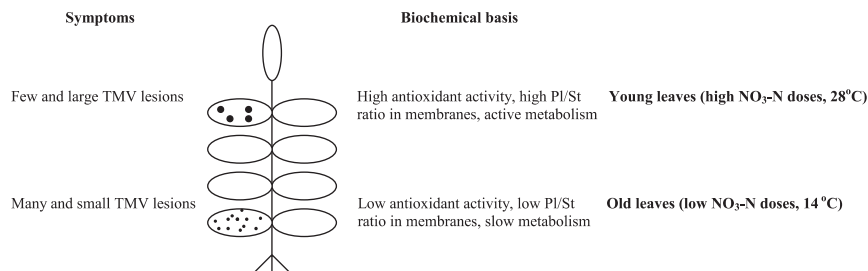 Symptoms Biochemical basis
Few and large TMV lesions High antioxidant activity, high Pl/St Young leaves (high NO₃-N doses, 28°C)
ratio in membranes, active metabolism
Many and small TMV lesions Low antioxidant activity, low Pl/St Old leaves (low NO₃-N doses, 14 °C)
ratio in membranes, slow metabolism